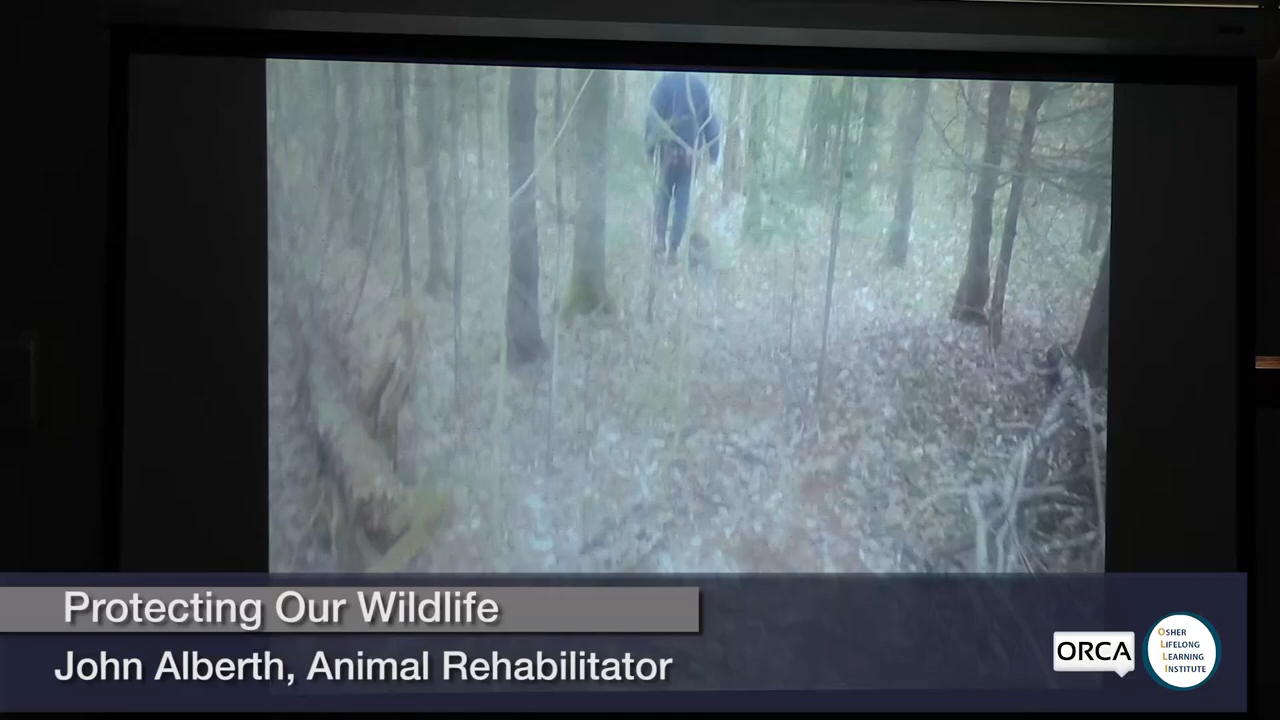 Protecting Our Wildlife
John Alberth, Animal Rehabilitator
ORCA
OSHER
LIFELONG
LEARNING
INSTITUTE